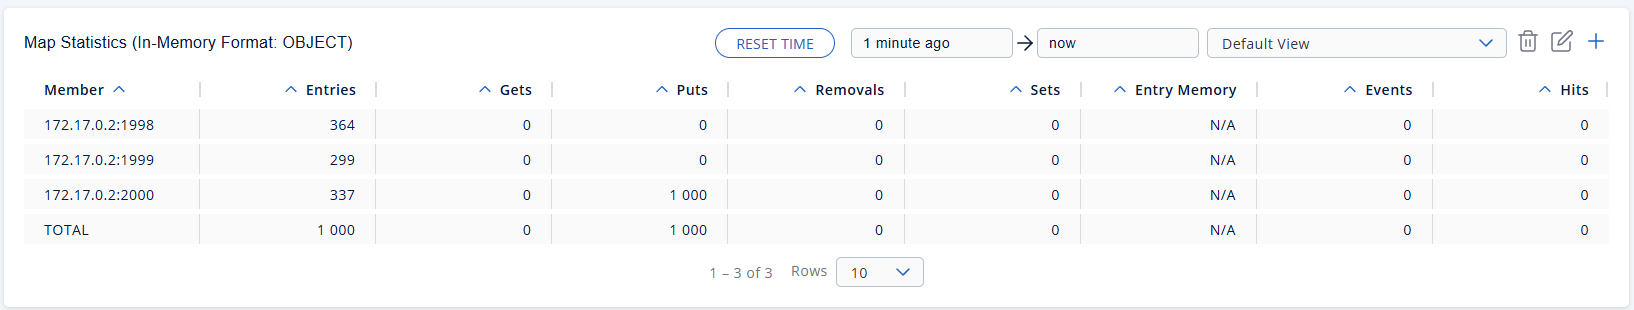 Map Statistics (In-Memory Format: OBJECT) RESET TIME 1 minute ago now Default View
Member Entries Gets Puts Removals Sets Entry Memory Events Hits
172.17.0.2:1998 364 0 0 0 0 N/A 0 0
172.17.0.2:1999 299 0 0 0 0 N/A 0 0
172.17.0.2:2000 337 0 1 000 0 0 N/A 0 0
TOTAL 1 000 0 1 000 0 0 N/A 0 0
1 – 3 of 3 Rows 10